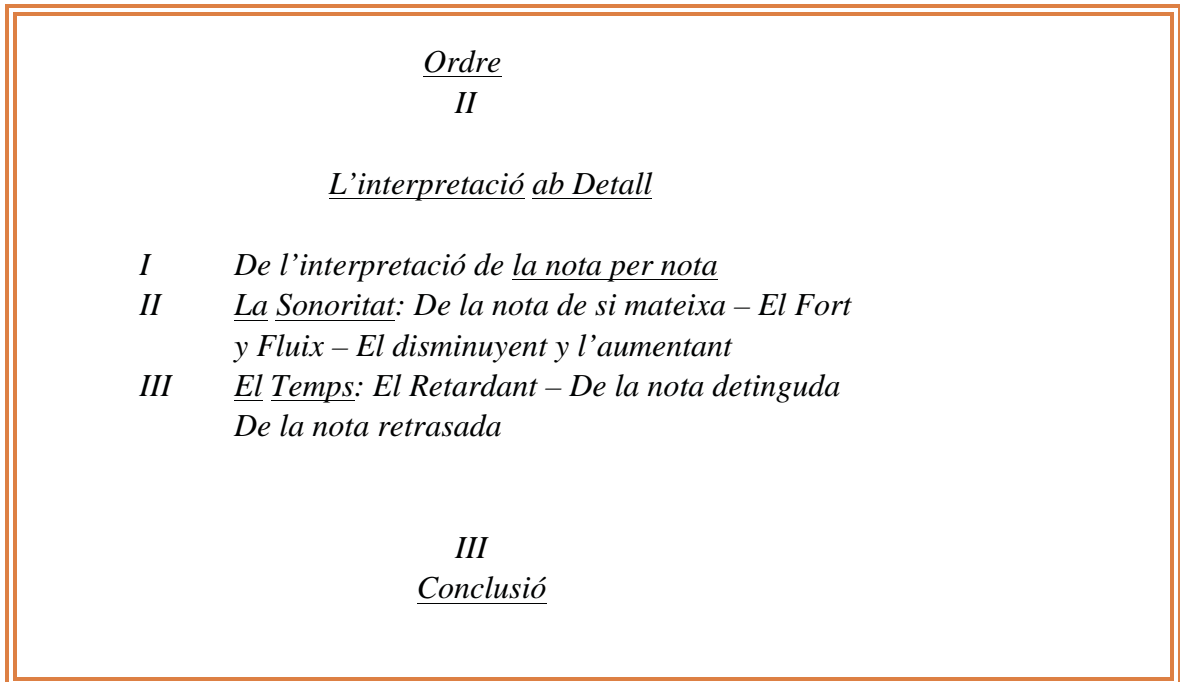 Ordre
II
L’interpretació ab Detall
I De l’interpretació de la nota per nota
II La Sonoritat: De la nota de si mateixa – El Fort
y Fluix – El disminuyent y l’aumentant
III El Temps: El Retardant – De la nota detinguda
De la nota retrasada
III
Conclusió